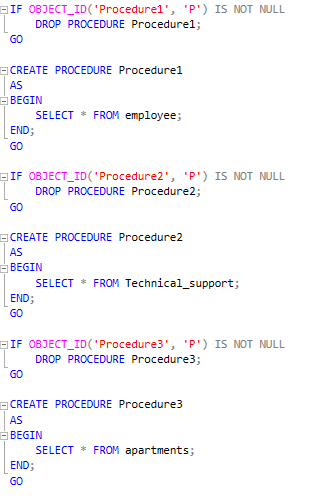 IF OBJECT_ID('Procedure1', 'P') IS NOT NULL
    DROP PROCEDURE Procedure1;
GO

CREATE PROCEDURE Procedure1
AS
BEGIN
    SELECT * FROM employee;
END;
GO

IF OBJECT_ID('Procedure2', 'P') IS NOT NULL
    DROP PROCEDURE Procedure2;
GO

CREATE PROCEDURE Procedure2
AS
BEGIN
    SELECT * FROM Technical_support;
END;
GO

IF OBJECT_ID('Procedure3', 'P') IS NOT NULL
    DROP PROCEDURE Procedure3;
GO

CREATE PROCEDURE Procedure3
AS
BEGIN
    SELECT * FROM apartments;
END;
GO